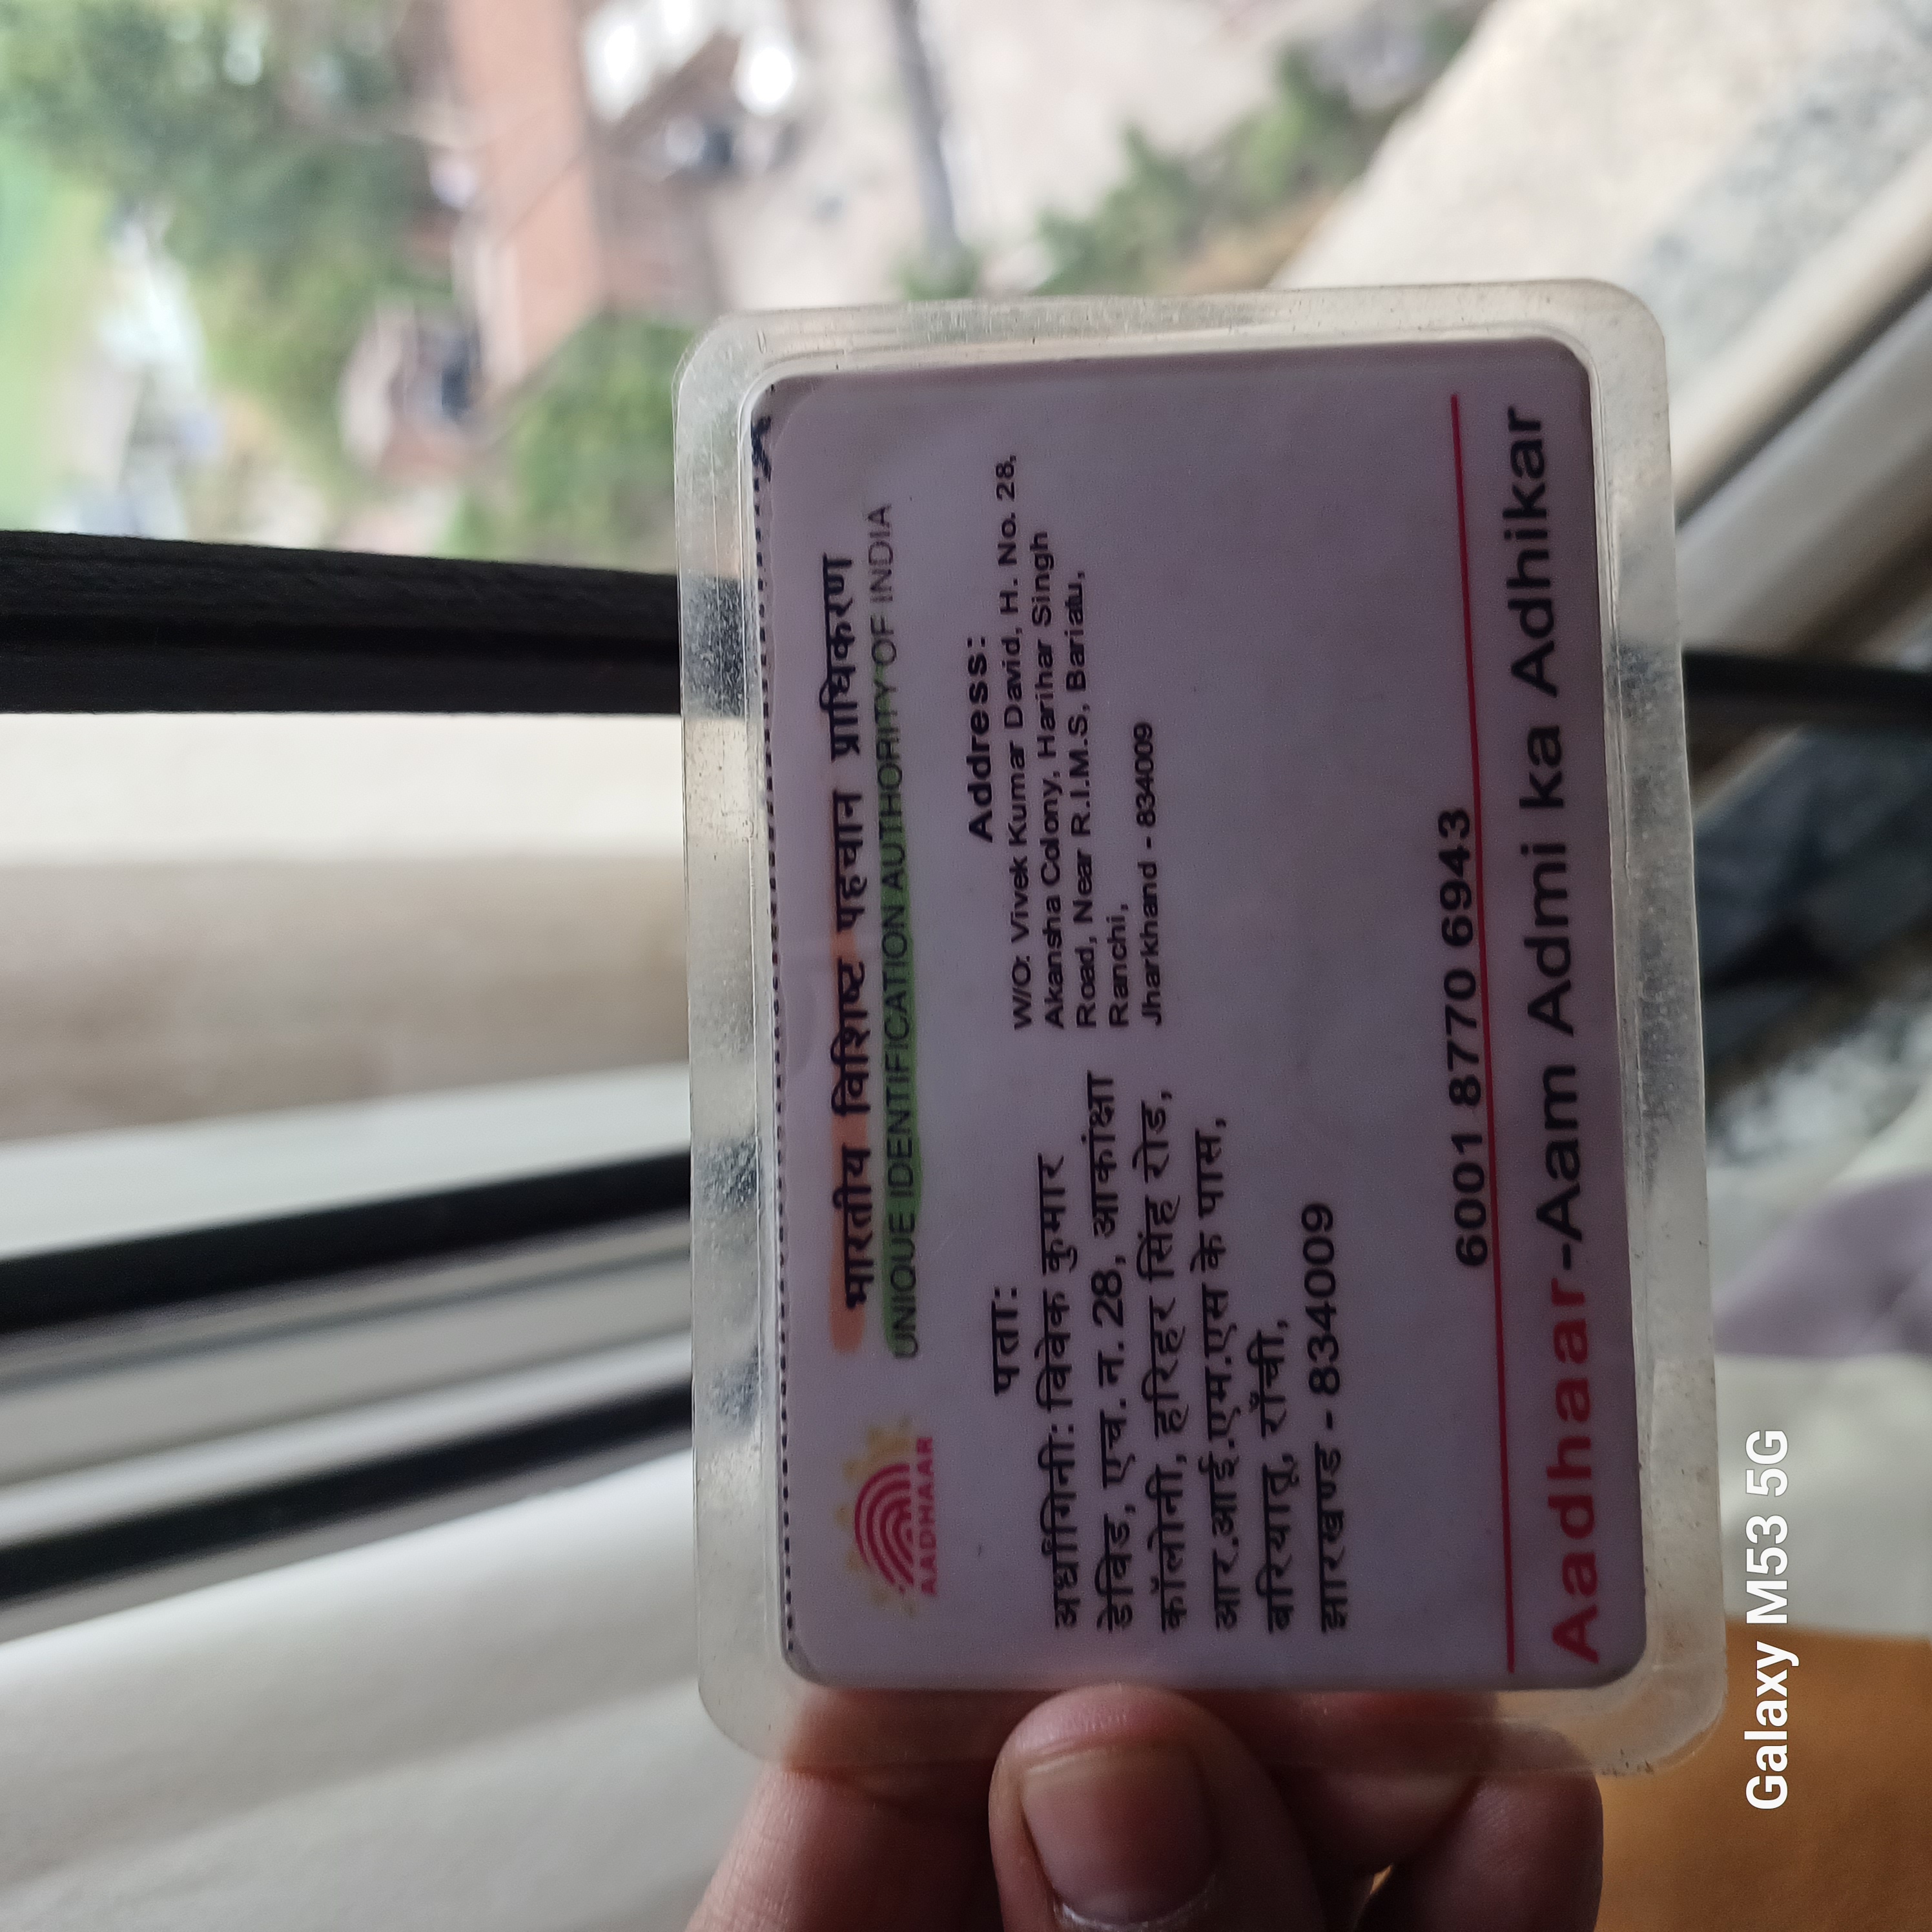 भारतीय विशिष्ट पहचान प्राधिकरण
UNIQUE IDENTIFICATION AUTHORITY OF INDIA
AADHAAR
पता:
अर्धांगिनी: विवेक कुमार
डेविड, एच. न. 28, आकांक्षा
कॉलोनी, हरिहर सिंह रोड,
आर.आई.एम.एस के पास,
बरियातू, राँची,
झारखण्ड - 834009
Address:
W/O: Vivek Kumar David, H. No. 28,
Akansha Colony, Harihar Singh
Road, Near R.I.M.S, Bariatu,
Ranchi,
Jharkhand - 834009
6001 8770 6943
Aadhaar-Aam Admi ka Adhikar
Galaxy M53 5G